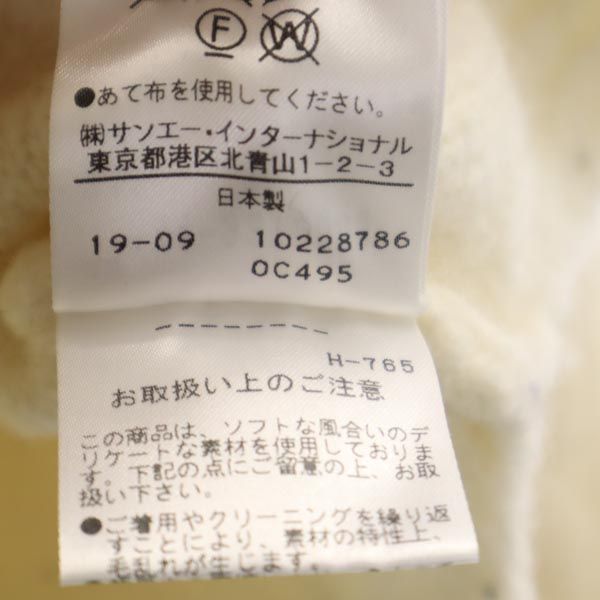 Ⓕ W
●あて布を使用してください。
㈱サンエー・インターナショナル
東京都港区北青山1-2-3
日本製
19-09 10228786
0C495
--------
H-765
お取扱い上のご注意
この商品は、ソフトな風合いのデ
リケートな素材を使用しておりま
す。下記の点にご留意の上、お取
扱い下さい。
●ご着用やクリーニングを繰り返
すことにより、素材の特性上、
毛乱れが生じます。